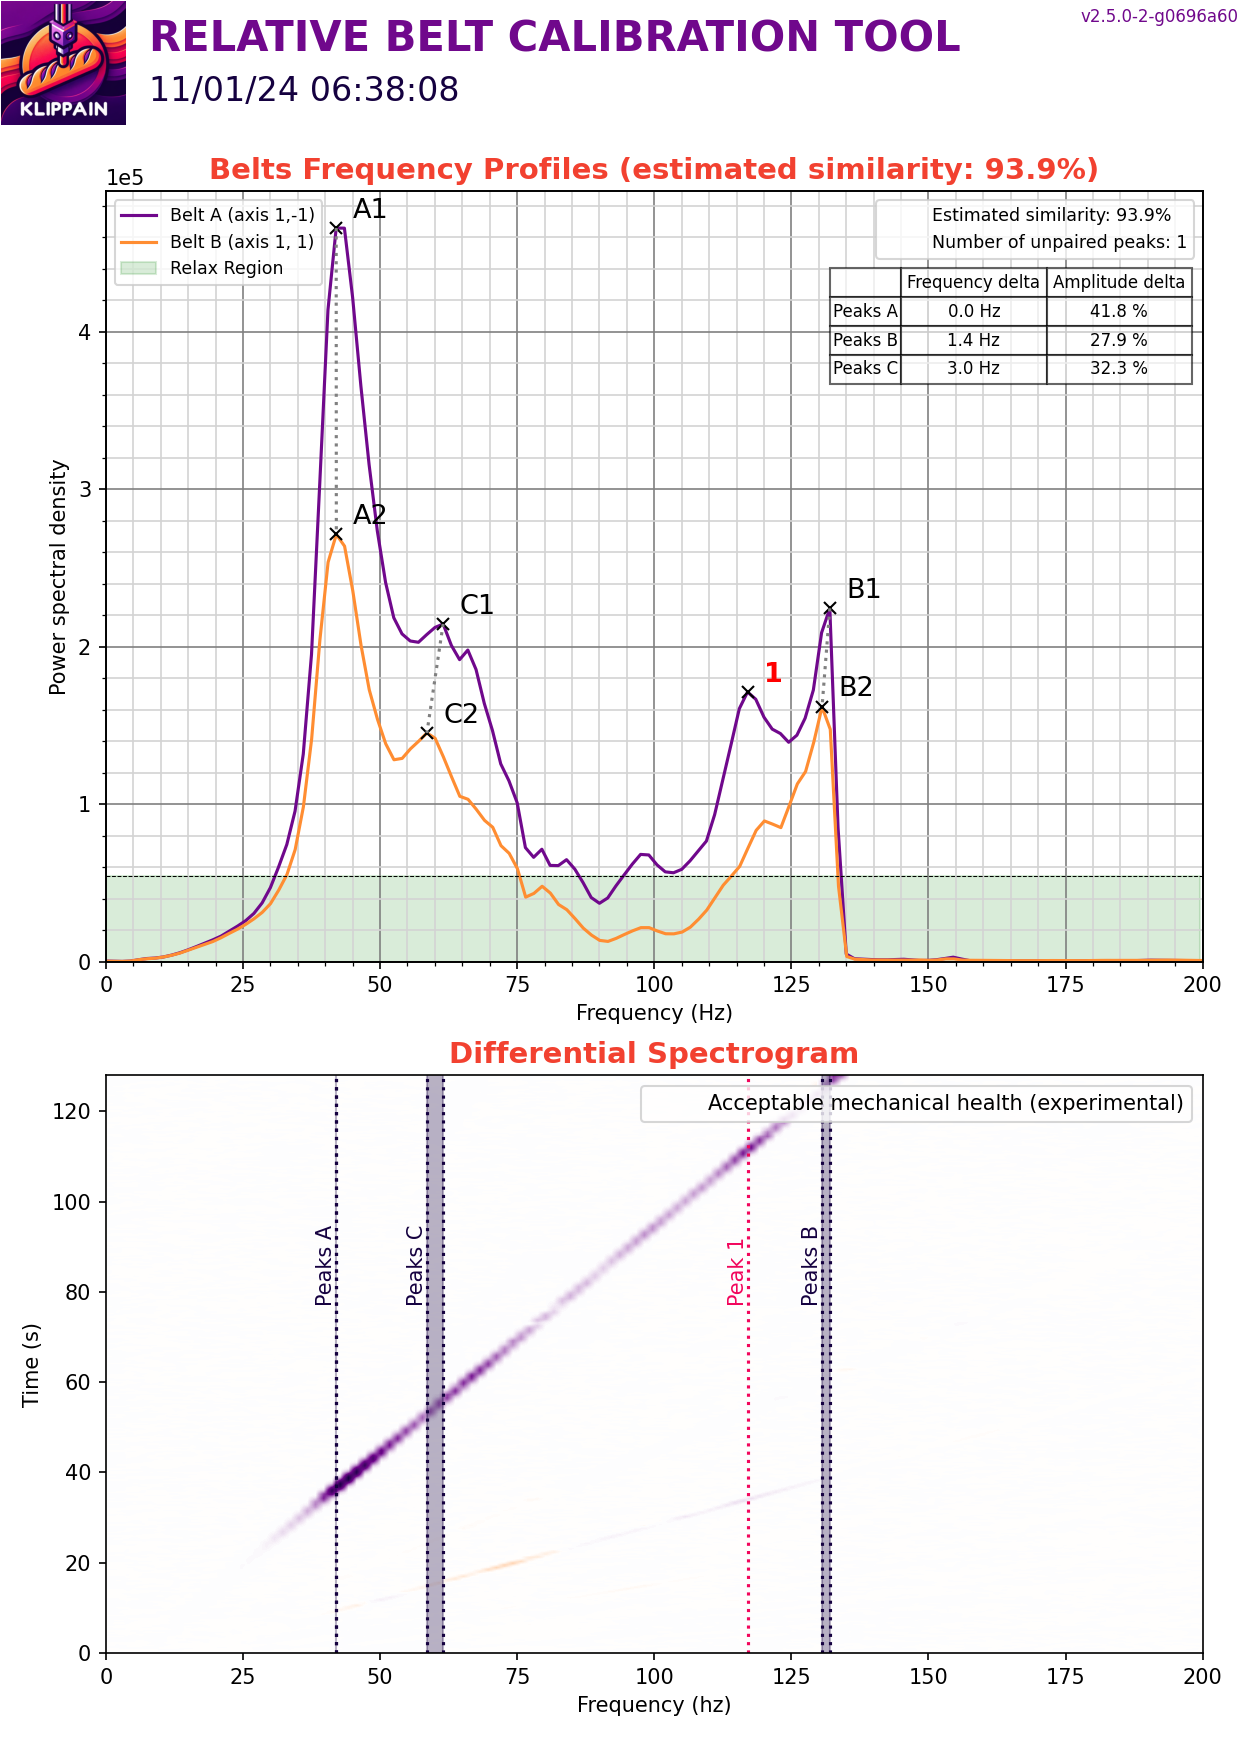 v2.5.0-2-g0696a60
RELATIVE BELT CALIBRATION TOOL
11/01/24 06:38:08
KLIPPAIN
Belts Frequency Profiles (estimated similarity: 93.9%)
1e5
Belt A (axis 1,-1)
Belt B (axis 1, 1)
Relax Region
Estimated similarity: 93.9%
Number of unpaired peaks: 1
Frequency delta Amplitude delta
Peaks A 0.0 Hz 41.8 %
Peaks B 1.4 Hz 27.9 %
Peaks C 3.0 Hz 32.3 %
A1
A2
C1
C2
1
B1
B2
Power spectral density
4
3
2
1
0
0 25 50 75 100 125 150 175 200
Frequency (Hz)
Differential Spectrogram
Acceptable mechanical health (experimental)
Peaks A
Peaks C
Peak 1
Peaks B
Time (s)
120
100
80
60
40
20
0
0 25 50 75 100 125 150 175 200
Frequency (hz)